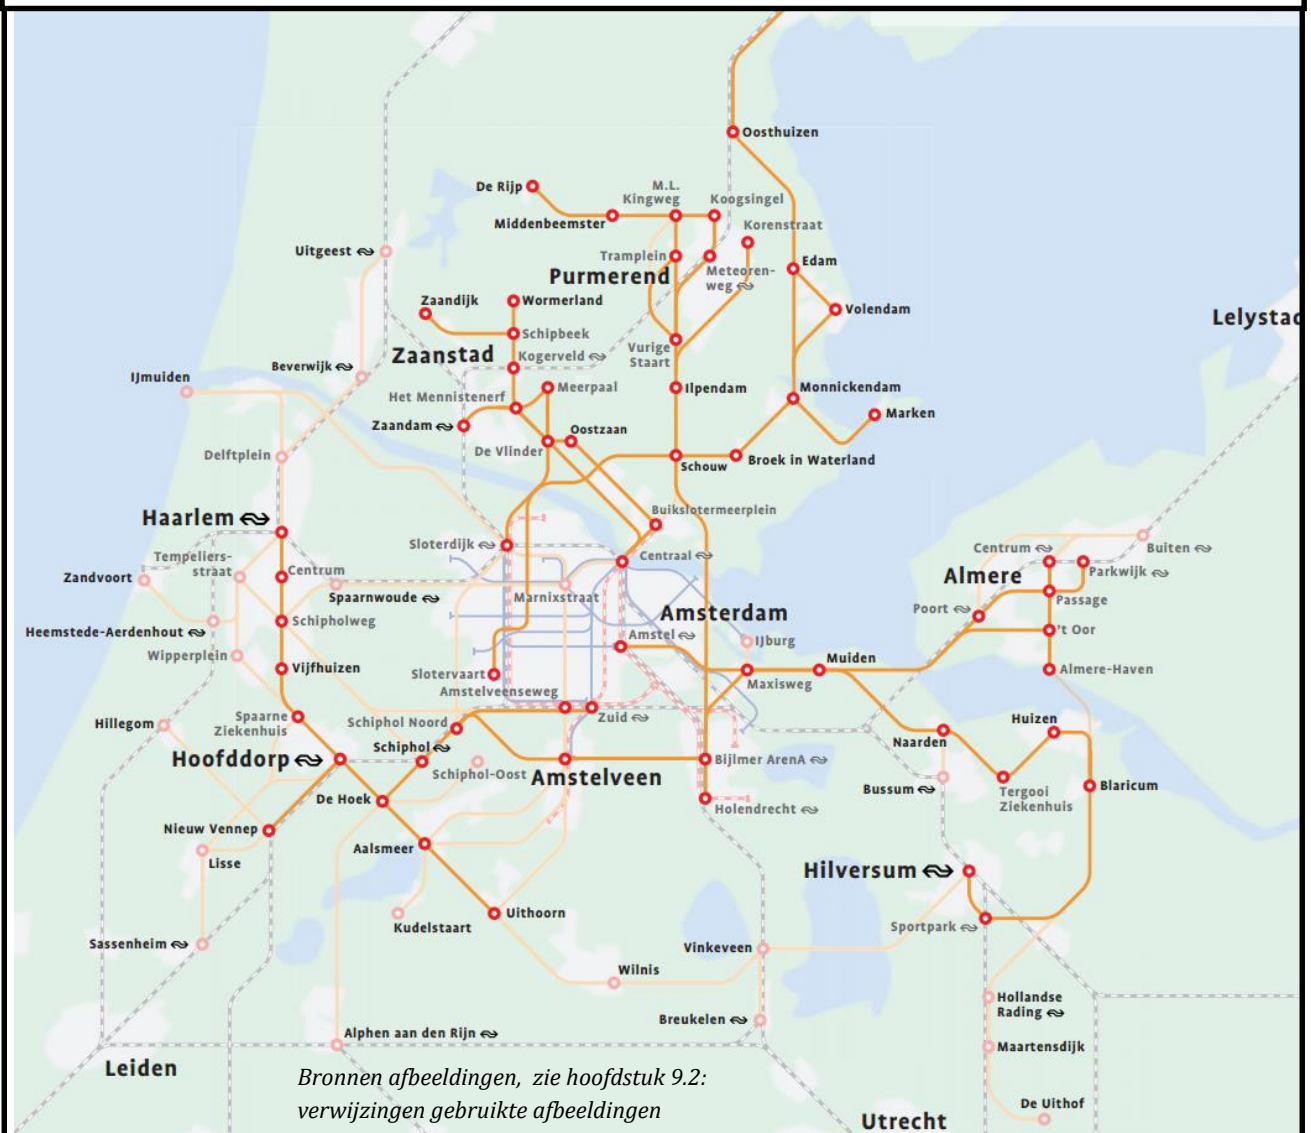 Oosthuizen
De Rijp
M.L.
Kingweg
Koogsingel
Middenbeemster
Korenstraat
Uitgeest
Tramplein
Purmerend
Meteoren-
weg
Edam
Zaandijk
Wormerland
Volendam
Schipbeek
Lelystad
Zaanstad
Kogerveld
Vurige
Staart
Beverwijk
IJmuiden
Meerpaal
Ilpendam
Monnickendam
Het Mennistenerf
Marken
Zaandam
Oostzaan
De Vlinder
Delftplein
Schouw
Broek in Waterland
Haarlem
Buikslotermeerplein
Sloterdijk
Centraal
Tempeliers-
straat
Centrum
Zandvoort
Spaarnwoude
Marnixstraat
Centrum
Buiten
Almere
Parkwijk
Passage
Poort
Amsterdam
Heemstede-Aerdenhout
Schipholweg
Amstel
IJburg
't Oor
Wipperplein
Vijfhuizen
Slotervaart
Muiden
Maxisweg
Almere-Haven
Amstelveenseweg
Hillegom
Spaarne
Ziekenhuis
Schiphol Noord
Zuid
Huizen
Naarden
Schiphol
Hoofddorp
Schiphol-Oost
Amstelveen
Bijlmer ArenA
Bussum
Tergooi
Ziekenhuis
Blaricum
De Hoek
Holendrecht
Nieuw Vennep
Aalsmeer
Lisse
Hilversum
Uithoorn
Kudelstaart
Sportpark
Sassenheim
Vinkeveen
Wilnis
Hollandse
Rading
Breukelen
Alphen aan den Rijn
Maartensdijk
Leiden
Bronnen afbeeldingen, zie hoofdstuk 9.2:
verwijzingen gebruikte afbeeldingen
De Uithof
Utrecht